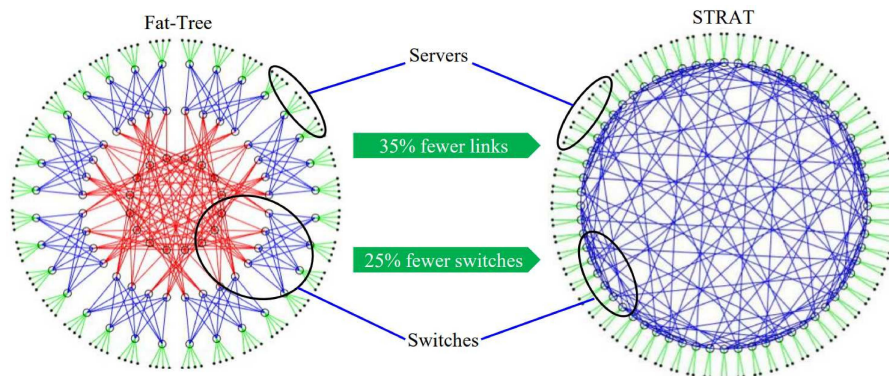 Fat-Tree
STRAT
Servers
35% fewer links
25% fewer switches
Switches